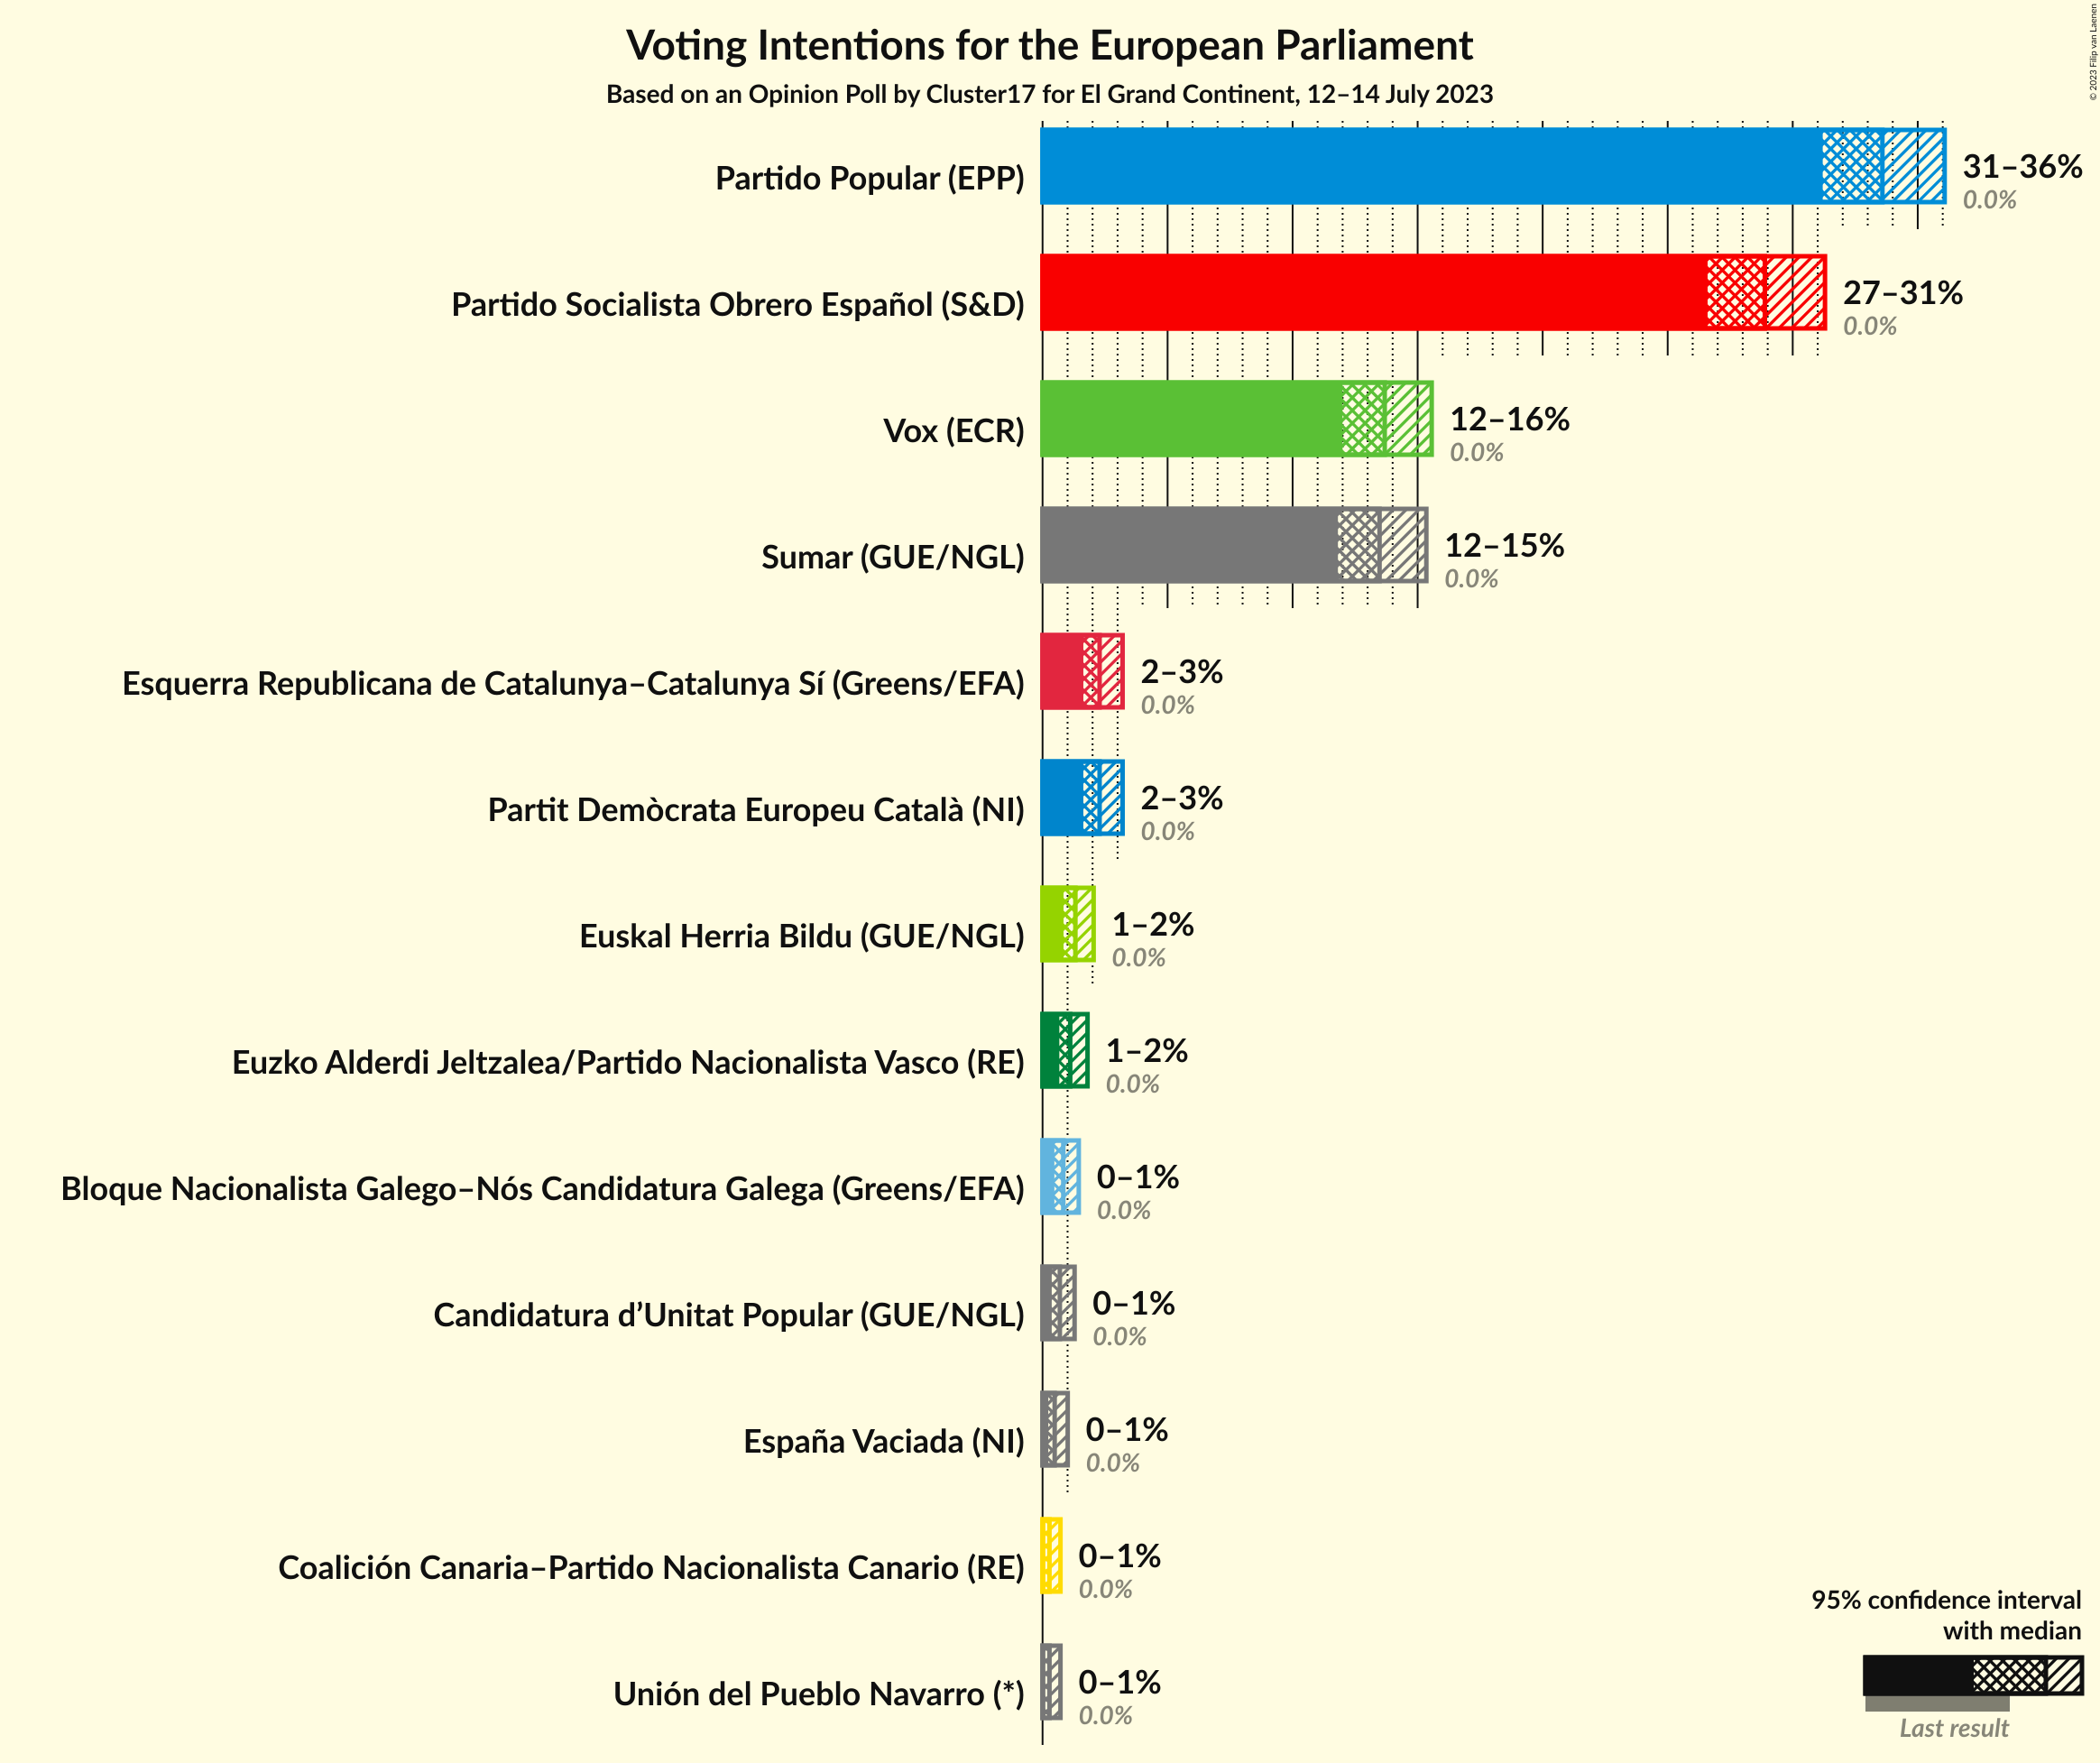 © 2023 Filip van Laenen
Voting Intentions for the European Parliament
Based on an Opinion Poll by Cluster17 for El Grand Continent, 12–14 July 2023
Partido Popular (EPP)
31–36%
0.0%
Partido Socialista Obrero Español (S&D)
27–31%
0.0%
Vox (ECR)
12–16%
0.0%
Sumar (GUE/NGL)
12–15%
0.0%
Esquerra Republicana de Catalunya–Catalunya Sí (Greens/EFA)
2–3%
0.0%
Partit Demòcrata Europeu Català (NI)
2–3%
0.0%
Euskal Herria Bildu (GUE/NGL)
1–2%
0.0%
Euzko Alderdi Jeltzalea/Partido Nacionalista Vasco (RE)
1–2%
0.0%
Bloque Nacionalista Galego–Nós Candidatura Galega (Greens/EFA)
0–1%
0.0%
Candidatura d’Unitat Popular (GUE/NGL)
0–1%
0.0%
España Vaciada (NI)
0–1%
0.0%
Coalición Canaria–Partido Nacionalista Canario (RE)
0–1%
0.0%
Unión del Pueblo Navarro (*)
0–1%
0.0%
95% confidence interval
with median
Last result